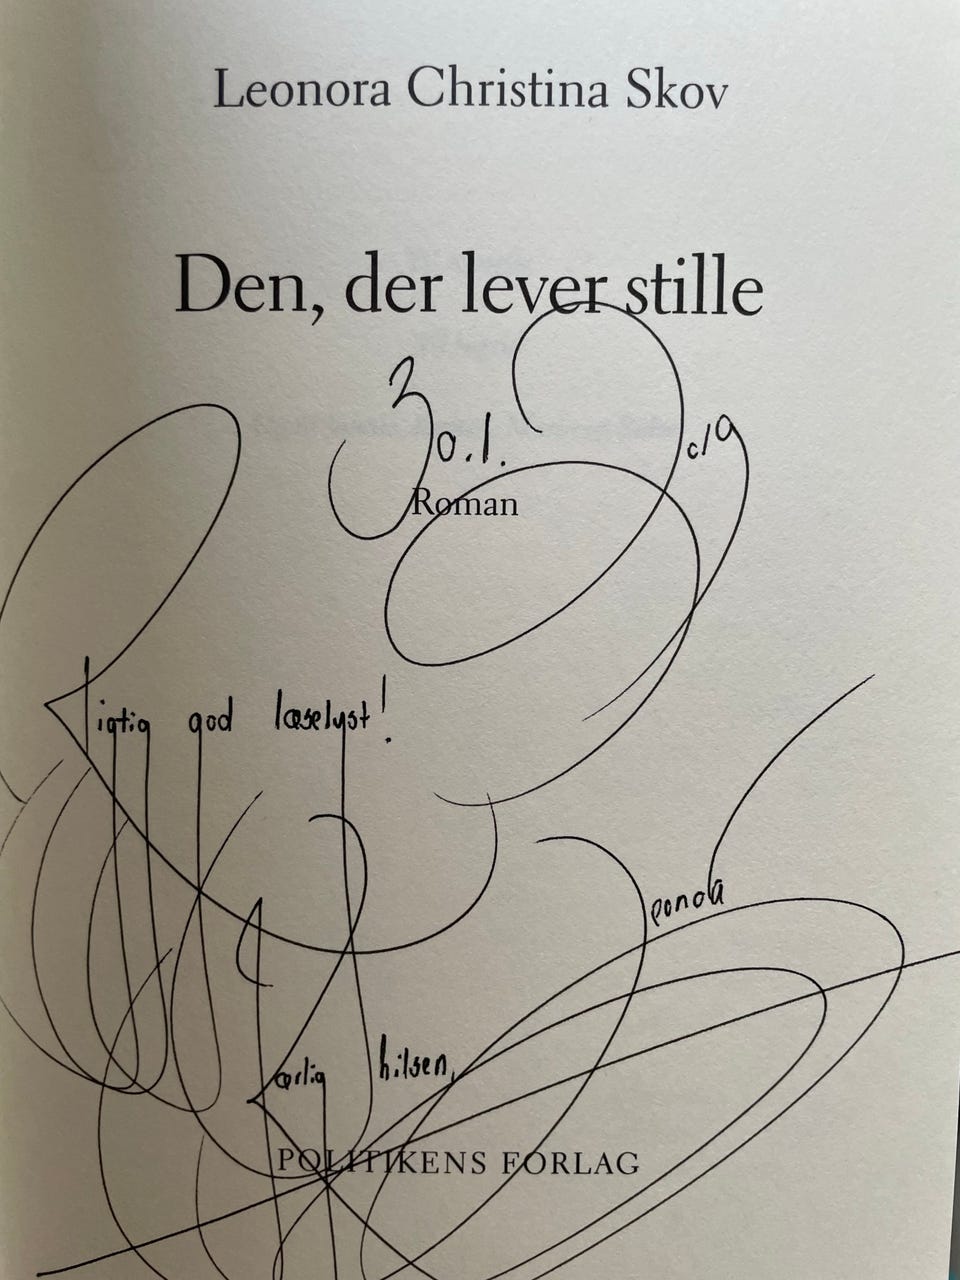 Leonora Christina Skov
Den, der lever stille
30.1.
Roman
Rigtig god læselyst!
Leonora
Kærlig hilsen,
POLITIKENS FORLAG